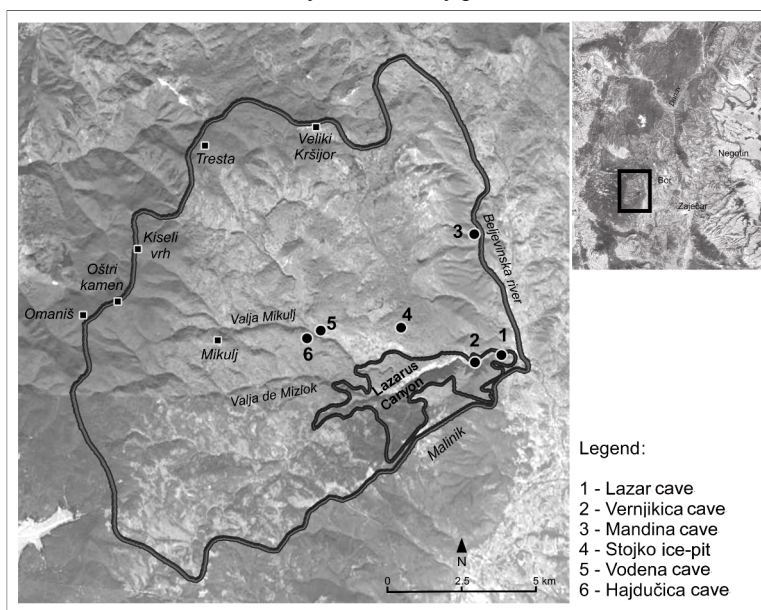 Veliki
Kršijor
Tresta
3
Beljevinska river
Kiseli
vrh
Oštri
kamen
Omaniš
Valja Mikulj
5
4
6
Mikulj
2
1
Lazarus
Canyon
Valja de Mizlok
Malinik
N
0
2.5
5 km
Negotin
Bor
Zaječar
Legend:
1 - Lazar cave
2 - Vernjikica cave
3 - Mandina cave
4 - Stojko ice-pit
5 - Vodena cave
6 - Hajdučica cave